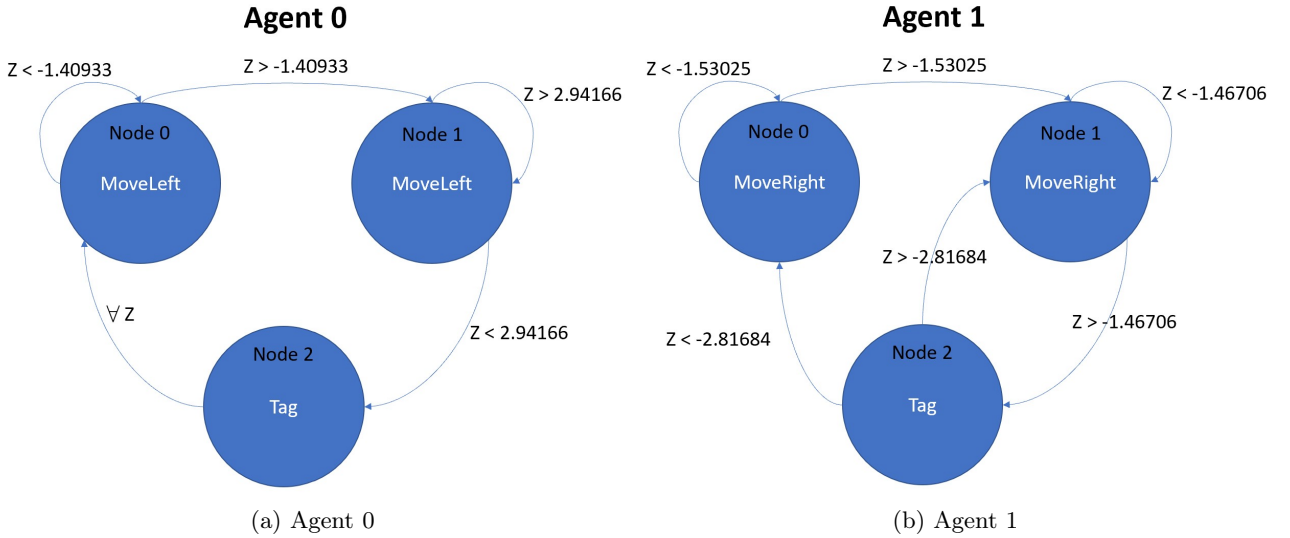 Agent 0
Z < -1.40933
Z > -1.40933
Z > 2.94166
Node 0
MoveLeft
Node 1
MoveLeft
∀ Z
Z < 2.94166
Node 2
Tag
(a) Agent 0
Agent 1
Z < -1.53025
Z > -1.53025
Z < -1.46706
Node 0
MoveRight
Node 1
MoveRight
Z > -2.81684
Z < -2.81684
Z > -1.46706
Node 2
Tag
(b) Agent 1